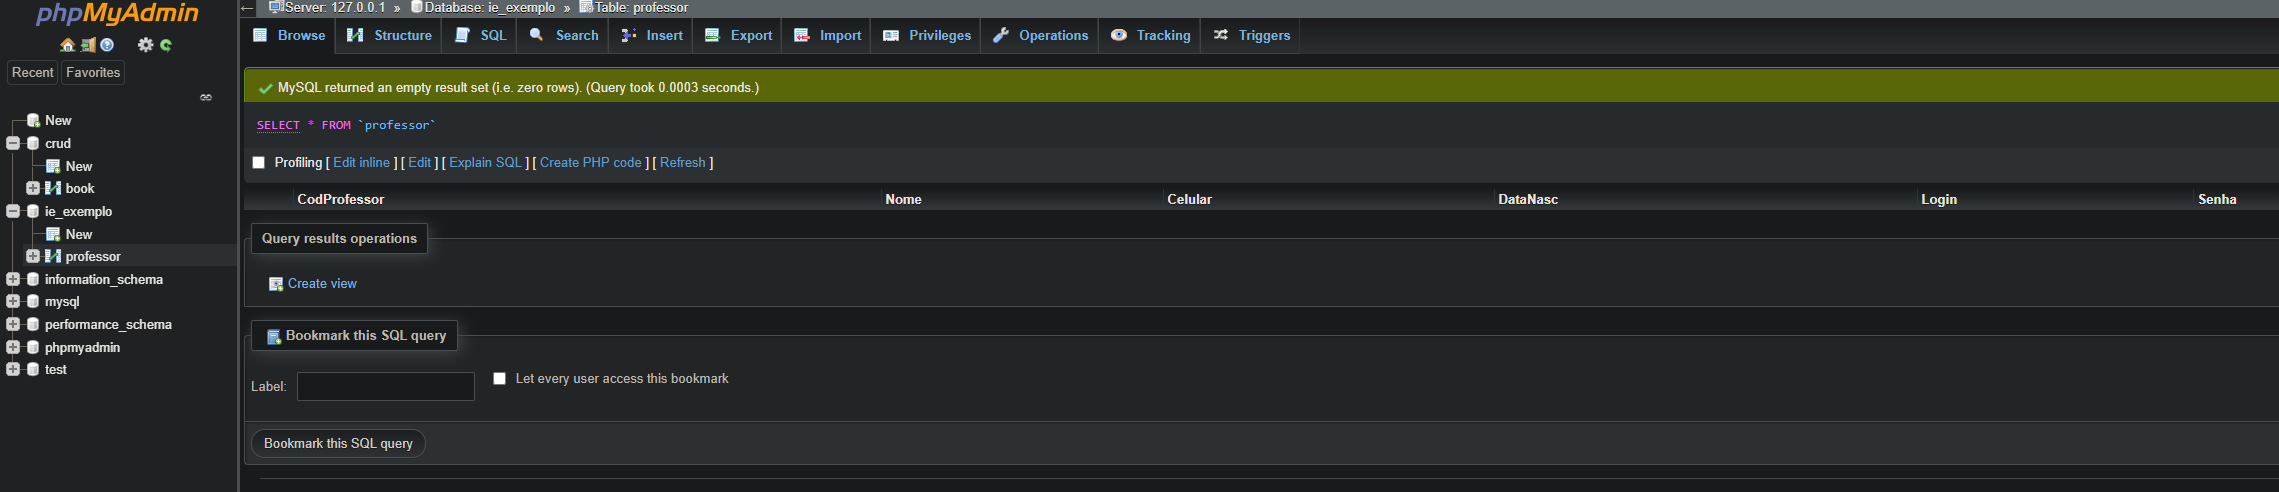 phpMyAdmin
Recent Favorites
New
crud
New
book
ie_exemplo
New
professor
information_schema
mysql
performance_schema
phpmyadmin
test
← Server: 127.0.0.1 » Database: ie_exemplo » Table: professor
Browse Structure SQL Search Insert Export Import Privileges Operations Tracking Triggers
MySQL returned an empty result set (i.e. zero rows). (Query took 0.0003 seconds.)
SELECT * FROM `professor`
Profiling [ Edit inline ] [ Edit ] [ Explain SQL ] [ Create PHP code ] [ Refresh ]
CodProfessor Nome Celular DataNasc Login Senha
Query results operations
Create view
Bookmark this SQL query
Label: Let every user access this bookmark
Bookmark this SQL query